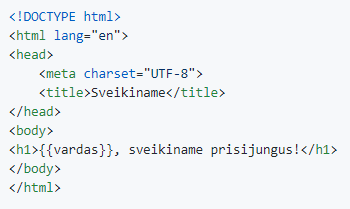 <!DOCTYPE html>
<html lang="en">
<head>
    <meta charset="UTF-8">
    <title>Sveikiname</title>
</head>
<body>
<h1>{{vardas}}, sveikiname prisijungus!</h1>
</body>
</html>